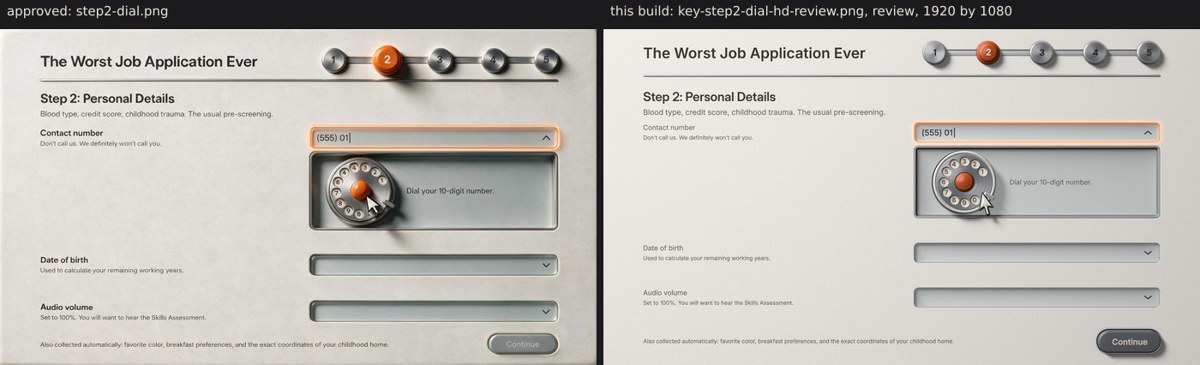 approved: step2-dial.png
The Worst Job Application Ever
1 2 3 4 5
Step 2: Personal Details
Blood type, credit score, childhood trauma. The usual pre-screening.
Contact number
Don't call us. We definitely won't call you.
(555) 01
Dial your 10-digit number.
Date of birth
Used to calculate your remaining working years.
Audio volume
Set to 100%. You will want to hear the Skills Assessment.
Also collected automatically: favorite color, breakfast preferences, and the exact coordinates of your childhood home.
Continue
this build: key-step2-dial-hd-review.png, review, 1920 by 1080
The Worst Job Application Ever
1 2 3 4 5
Step 2: Personal Details
Blood type, credit score, childhood trauma. The usual pre-screening.
Contact number
Don't call us. We definitely won't call you.
(555) 01
Dial your 10-digit number.
Date of birth
Used to calculate your remaining working years.
Audio volume
Set to 100%. You will want to hear the Skills Assessment.
Also collected automatically: favorite color, breakfast preferences, and the exact coordinates of your childhood home.
Continue